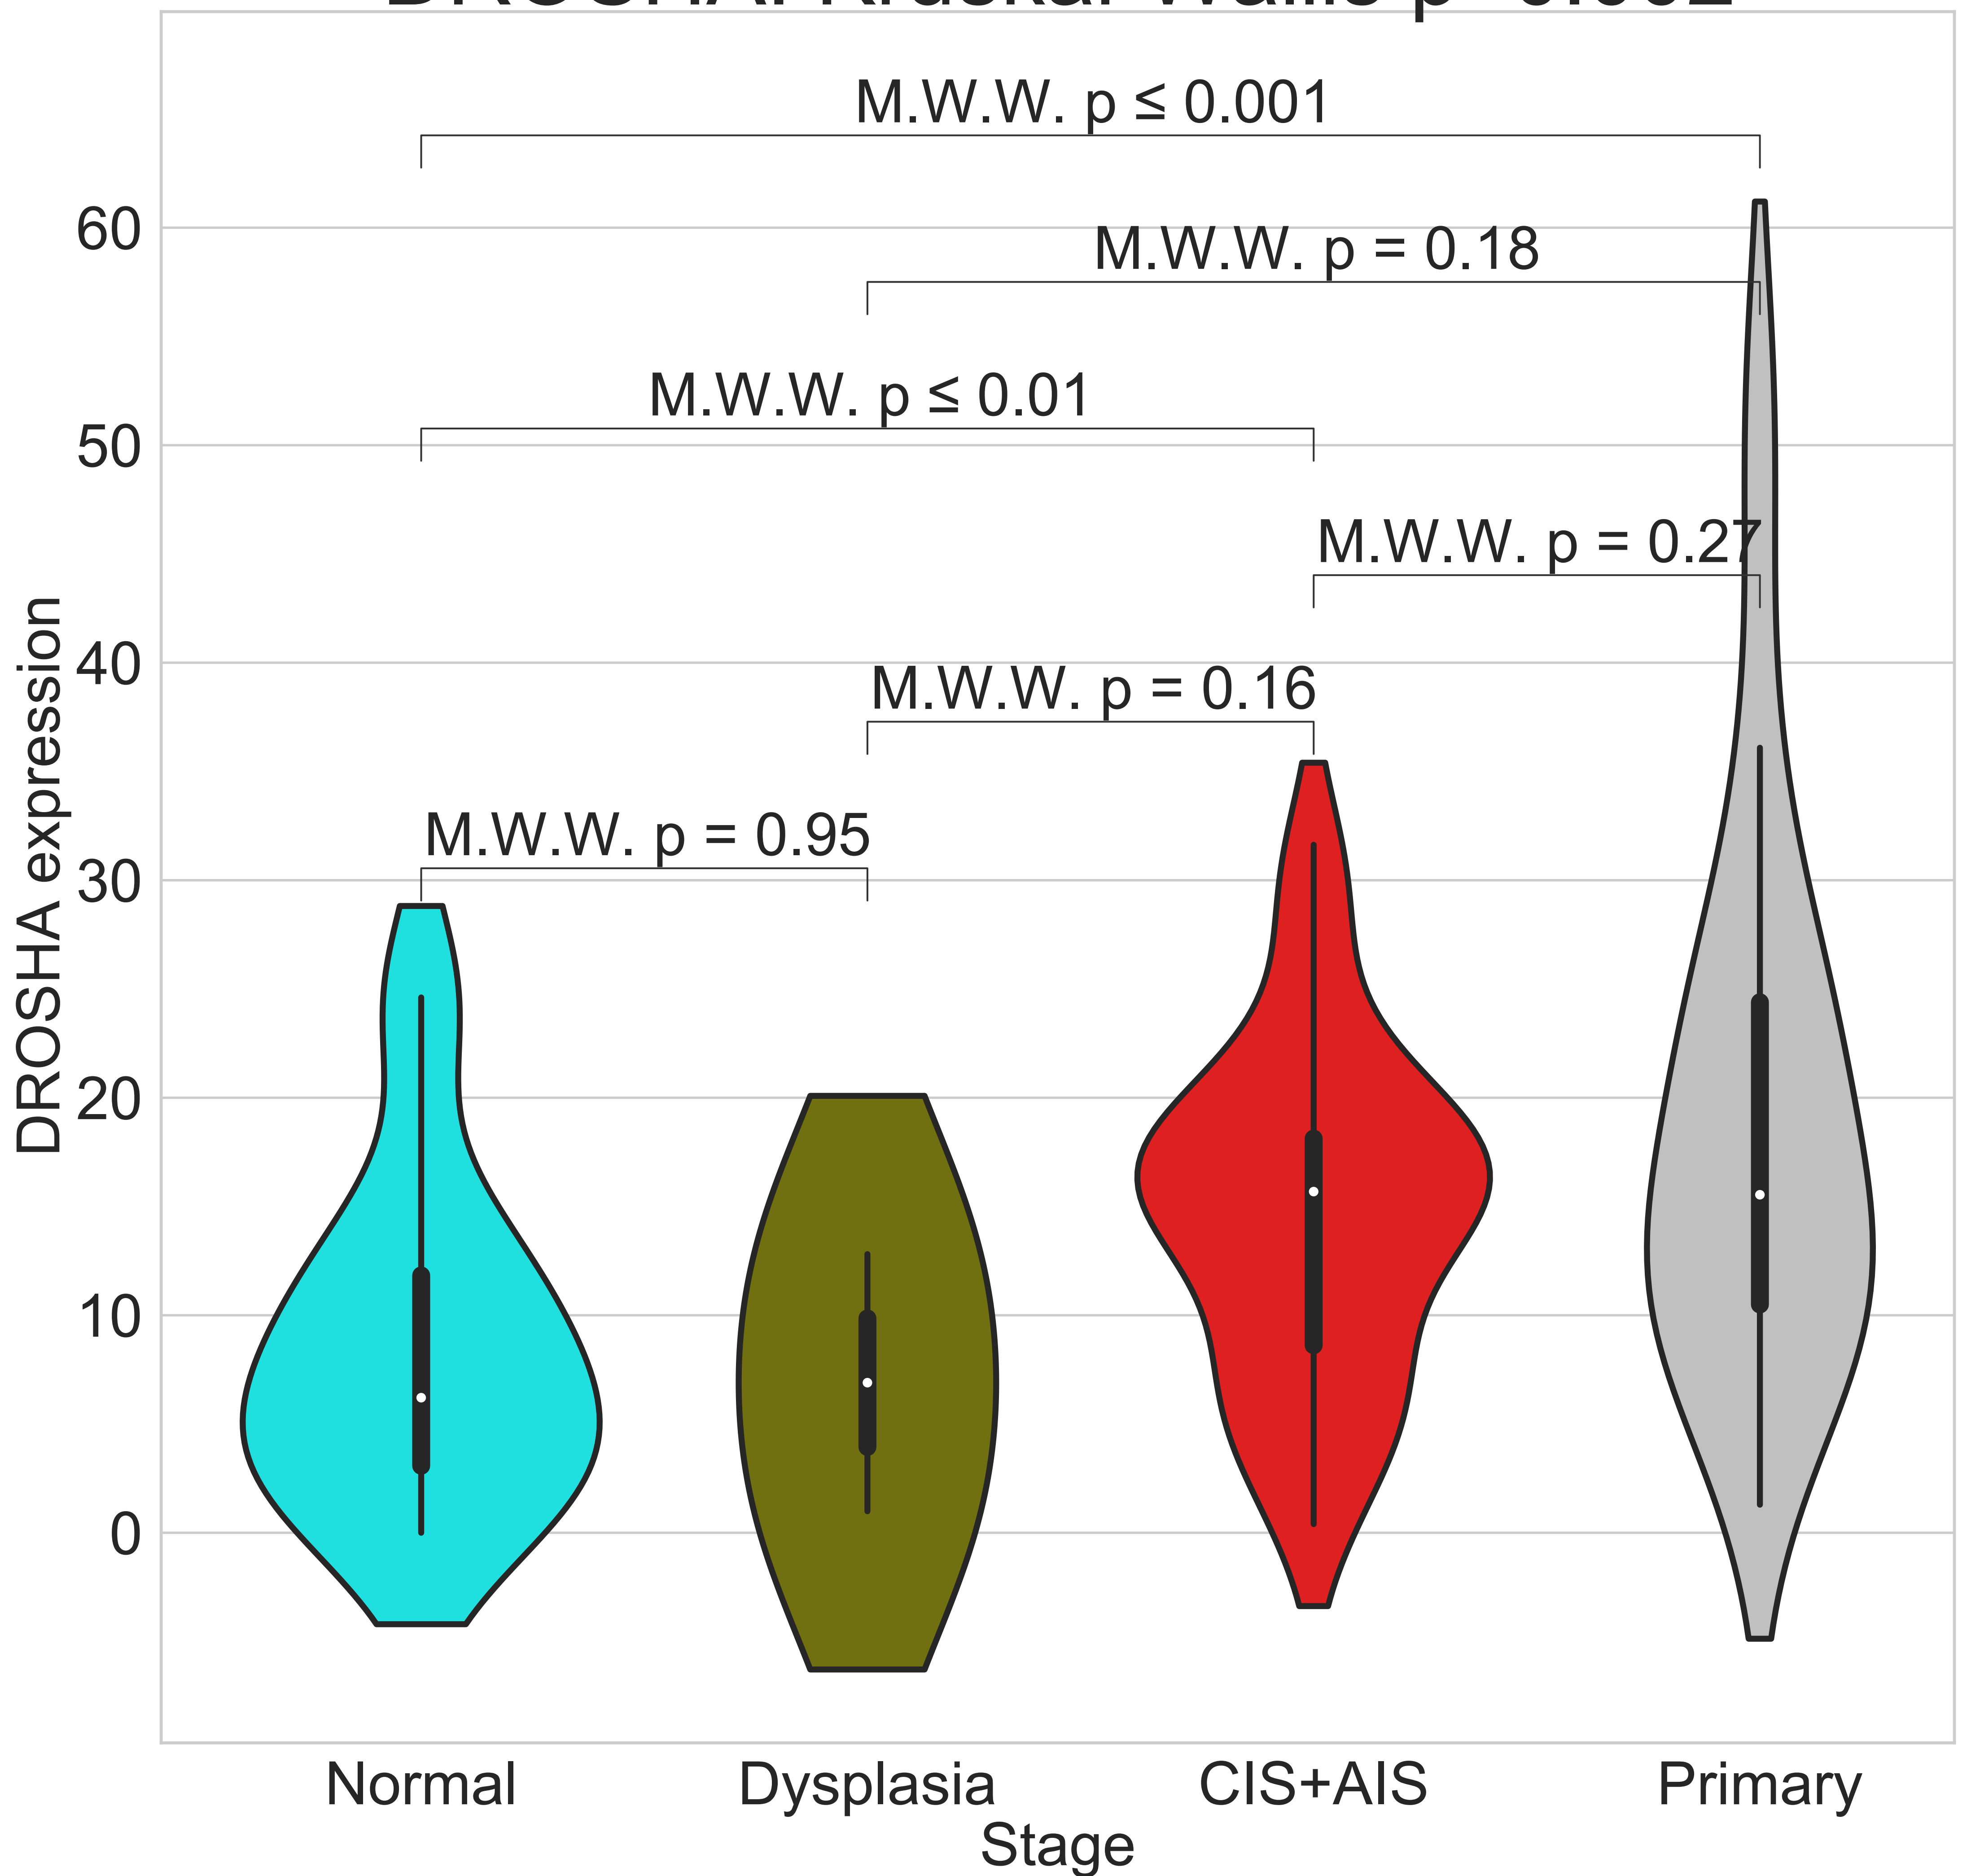 M.W.W. p ≤ 0.001
60
M.W.W. p = 0.18
M.W.W. p ≤ 0.01
50
M.W.W. p = 0.27
40
M.W.W. p = 0.16
M.W.W. p = 0.95
30
DROSHA expression
20
10
0
Normal Dysplasia CIS+AIS Primary
Stage